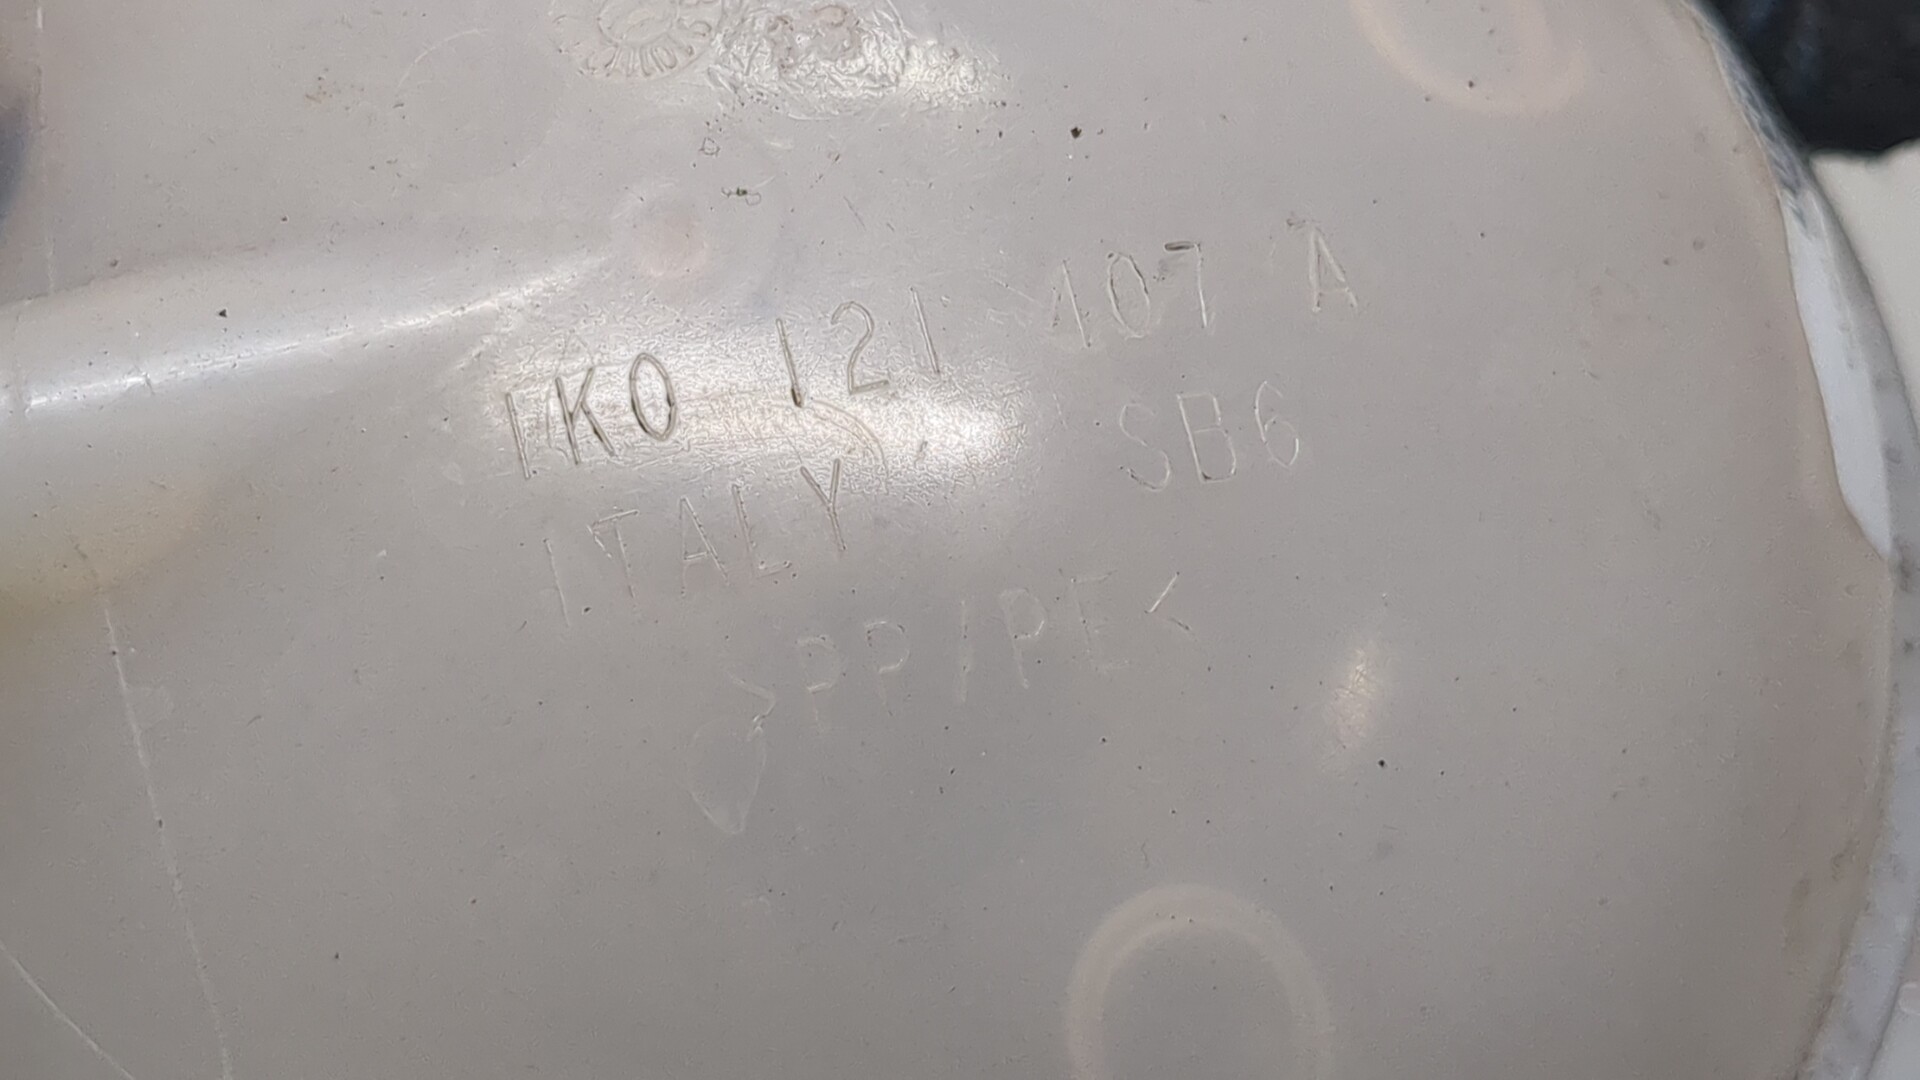 1K0 121 407 A
SB6
ITALY
>PP/PE<